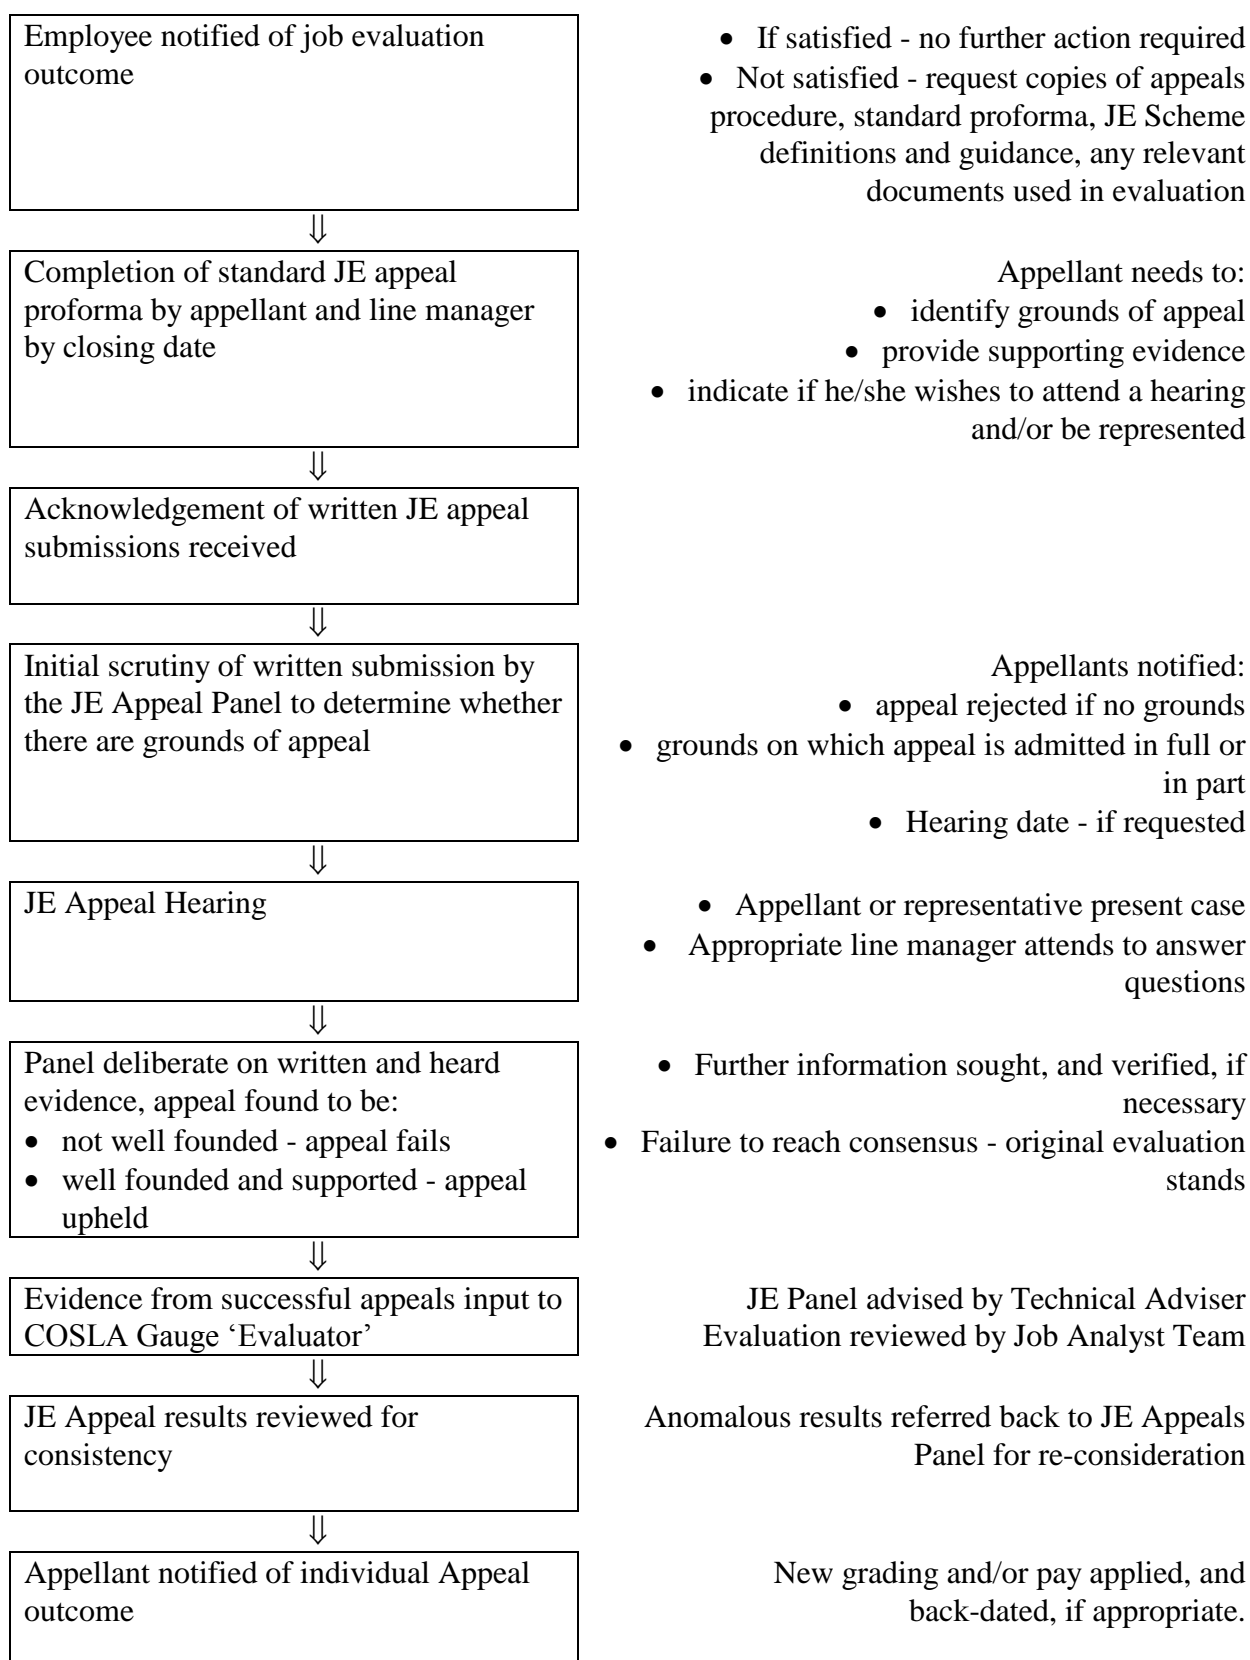 Employee notified of job evaluation
outcome
• If satisfied - no further action required
• Not satisfied - request copies of appeals
procedure, standard proforma, JE Scheme
definitions and guidance, any relevant
documents used in evaluation
⇓
Completion of standard JE appeal
proforma by appellant and line manager
by closing date
Appellant needs to:
• identify grounds of appeal
• provide supporting evidence
• indicate if he/she wishes to attend a hearing
and/or be represented
⇓
Acknowledgement of written JE appeal
submissions received
⇓
Initial scrutiny of written submission by
the JE Appeal Panel to determine whether
there are grounds of appeal
Appellants notified:
• appeal rejected if no grounds
• grounds on which appeal is admitted in full or
in part
• Hearing date - if requested
⇓
JE Appeal Hearing
• Appellant or representative present case
• Appropriate line manager attends to answer
questions
⇓
Panel deliberate on written and heard
evidence, appeal found to be:
• not well founded - appeal fails
• well founded and supported - appeal
upheld
• Further information sought, and verified, if
necessary
• Failure to reach consensus - original evaluation
stands
⇓
Evidence from successful appeals input to
COSLA Gauge ‘Evaluator’
JE Panel advised by Technical Adviser
Evaluation reviewed by Job Analyst Team
⇓
JE Appeal results reviewed for
consistency
Anomalous results referred back to JE Appeals
Panel for re-consideration
⇓
Appellant notified of individual Appeal
outcome
New grading and/or pay applied, and
back-dated, if appropriate.